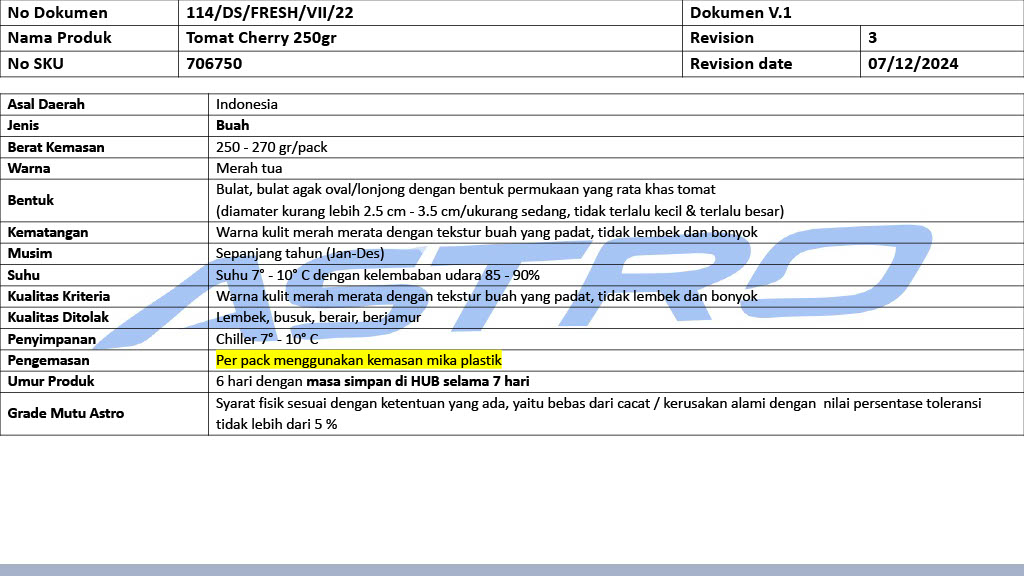 No Dokumen 114/DS/FRESH/VII/22 Dokumen V.1
Nama Produk Tomat Cherry 250gr Revision 3
No SKU 706750 Revision date 07/12/2024
Asal Daerah Indonesia
Jenis Buah
Berat Kemasan 250 - 270 gr/pack
Warna Merah tua
Bentuk Bulat, bulat agak oval/lonjong dengan bentuk permukaan yang rata khas tomat
(diamater kurang lebih 2.5 cm - 3.5 cm/ukurang sedang, tidak terlalu kecil & terlalu besar)
Kematangan Warna kulit merah merata dengan tekstur buah yang padat, tidak lembek dan bonyok
Musim Sepanjang tahun (Jan-Des)
Suhu Suhu 7° - 10° C dengan kelembaban udara 85 - 90%
Kualitas Kriteria Warna kulit merah merata dengan tekstur buah yang padat, tidak lembek dan bonyok
Kualitas Ditolak Lembek, busuk, berair, berjamur
Penyimpanan Chiller 7° - 10° C
Pengemasan Per pack menggunakan kemasan mika plastik
Umur Produk 6 hari dengan masa simpan di HUB selama 7 hari
Grade Mutu Astro Syarat fisik sesuai dengan ketentuan yang ada, yaitu bebas dari cacat / kerusakan alami dengan  nilai persentase toleransi
tidak lebih dari 5 %
ASTRO